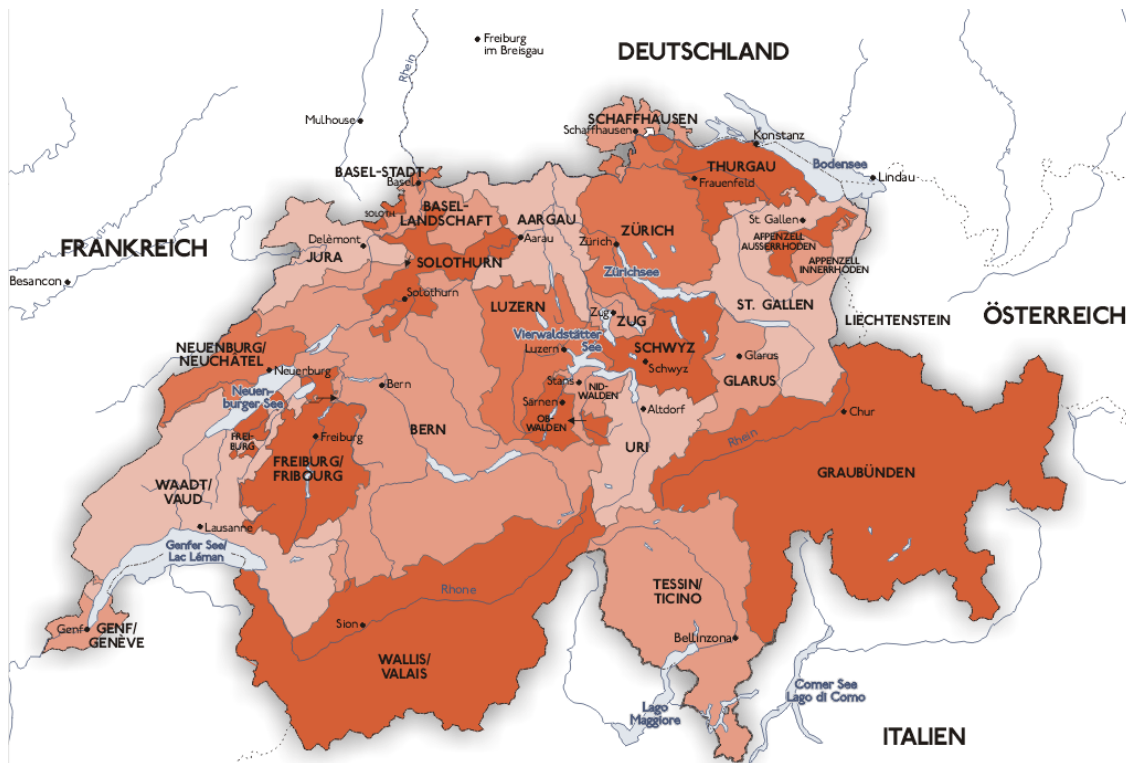 Freiburg
im Breisgau
DEUTSCHLAND
Rhein
Mulhouse
SCHAFFHAUSEN
Schaffhausen
Konstanz
Bodensee
Lindau
BASEL-STADT
Basel
THURGAU
Frauenfeld
SOLOTH.
BASEL-
LANDSCHAFT
AARGAU
Aarau
St. Gallen
APPENZELL
AUSSERRHODEN
APPENZELL
INNERRHODEN
FRANKREICH
Delèmont
JURA
SOLOTHURN
Solothurn
Zürich
ZÜRICH
Zürichsee
Besancon
LUZERN
Luzern
Vierwaldstätter
See
Zug
ZUG
ST. GALLEN
LIECHTENSTEIN
ÖSTERREICH
NEUENBURG/
NEUCHÂTEL
Neuenburg
Neuen-
burger See
Bern
BERN
SCHWYZ
Schwyz
Glarus
GLARUS
Stans
NID-
WALDEN
Sarnen
OB-
WALDEN
Altdorf
URI
Rhein
Chur
GRAUBÜNDEN
FREI-
BURG
Freiburg
FREIBURG/
FRIBOURG
WAADT/
VAUD
Lausanne
Genfer See/
Lac Léman
Genf
GENF/
GENÈVE
Rhone
Sion
WALLIS/
VALAIS
TESSIN/
TICINO
Bellinzona
Lago
Maggiore
Comer See
Lago di Como
ITALIEN